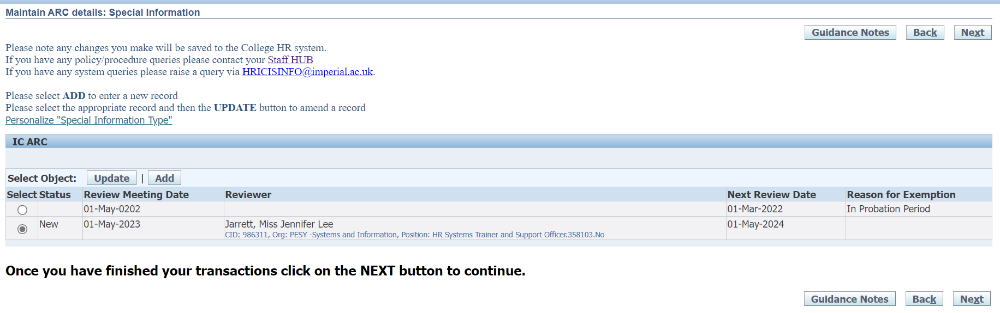 Maintain ARC details: Special Information
Guidance Notes Back Next
Please note any changes you make will be saved to the College HR system.
If you have any policy/procedure queries please contact your Staff HUB
If you have any system queries please raise a query via HRICISINFO@imperial.ac.uk.
Please select ADD to enter a new record
Please select the appropriate record and then the UPDATE button to amend a record
Personalize "Special Information Type"
IC ARC
Select Object: Update | Add
Select Status Review Meeting Date Reviewer Next Review Date Reason for Exemption
01-May-0202 01-Mar-2022 In Probation Period
New 01-May-2023 Jarrett, Miss Jennifer Lee 01-May-2024
CID: 986311, Org: PESY -Systems and Information, Position: HR Systems Trainer and Support Officer.358103.No
Once you have finished your transactions click on the NEXT button to continue.
Guidance Notes Back Next